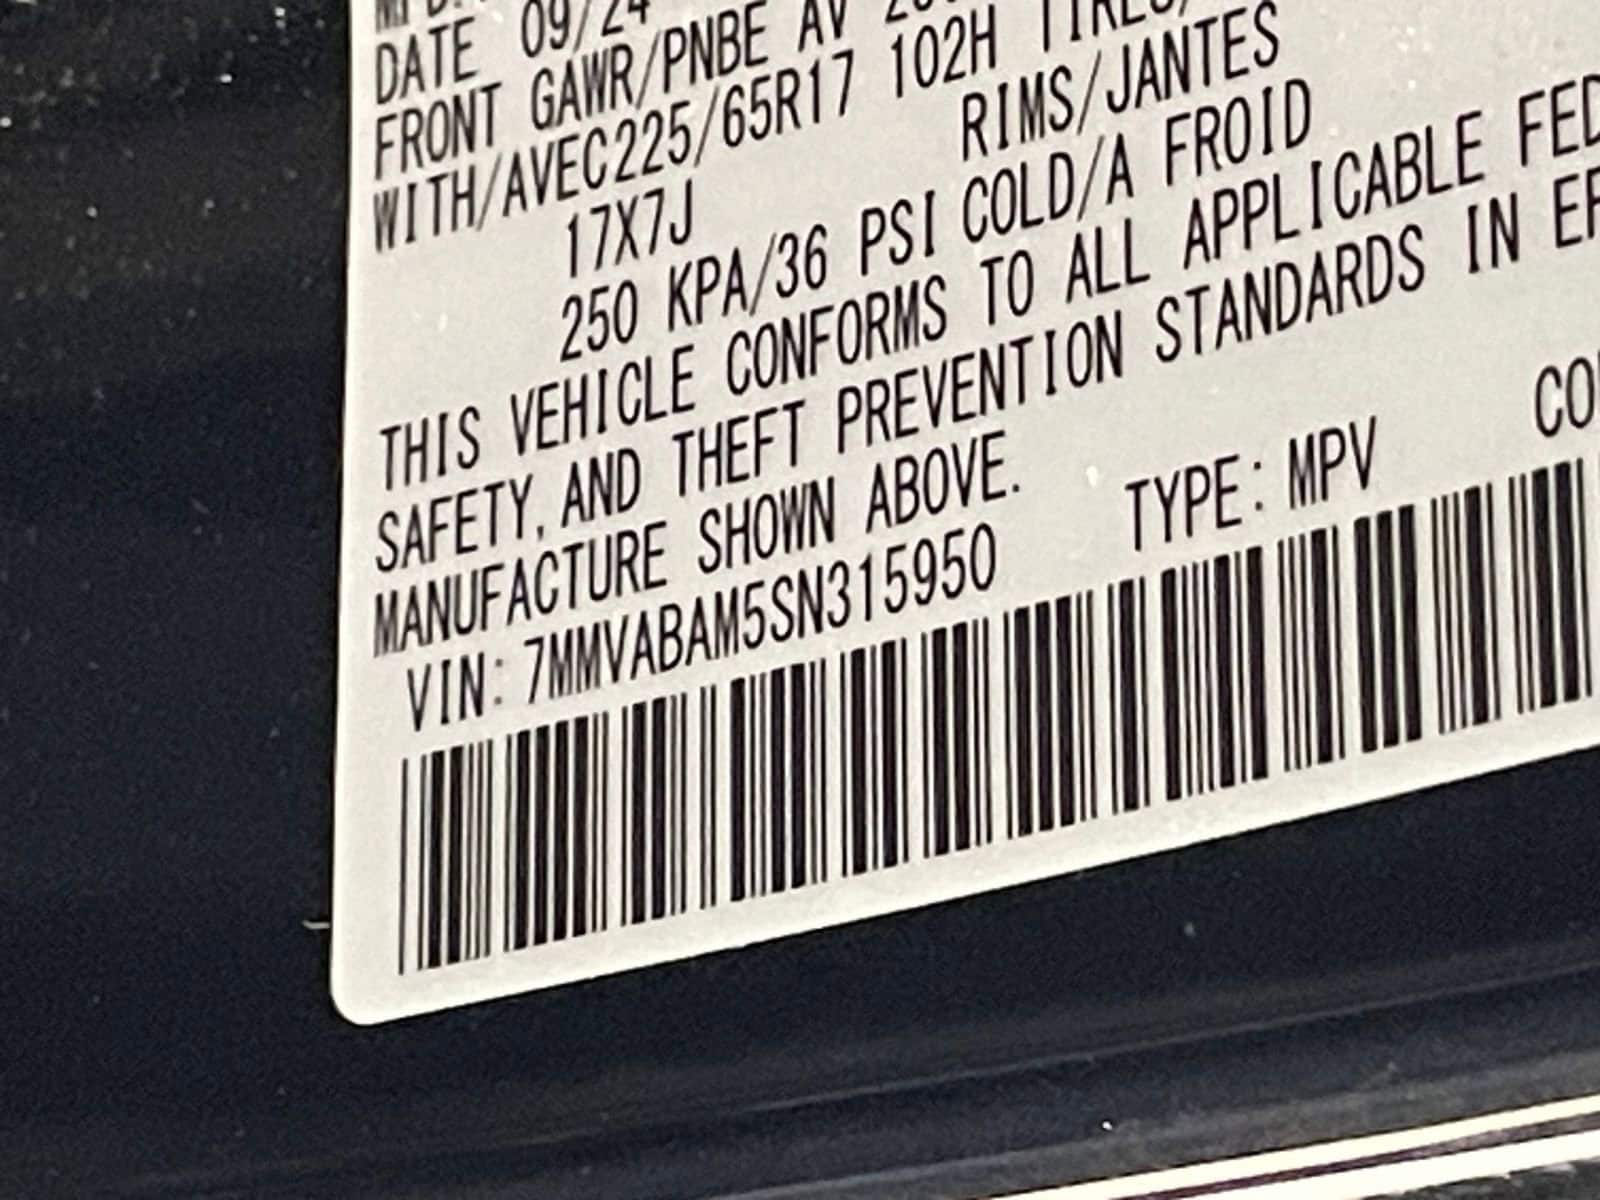 DATE 09/24
FRONT GAWR/PNBE AV
WITH/AVEC225/65R17 102H TIRES/
17X7J RIMS/JANTES
250 KPA/36 PSI COLD/A FROID
THIS VEHICLE CONFORMS TO ALL APPLICABLE FED
SAFETY, AND THEFT PREVENTION STANDARDS IN EF
MANUFACTURE SHOWN ABOVE.
VIN: 7MMVABAM5SN315950 TYPE: MPV CO